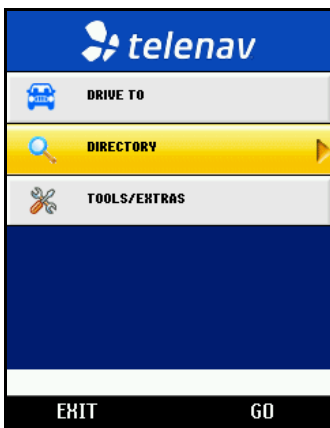 telenav
DRIVE TO
DIRECTORY
TOOLS/EXTRAS
EXIT GO